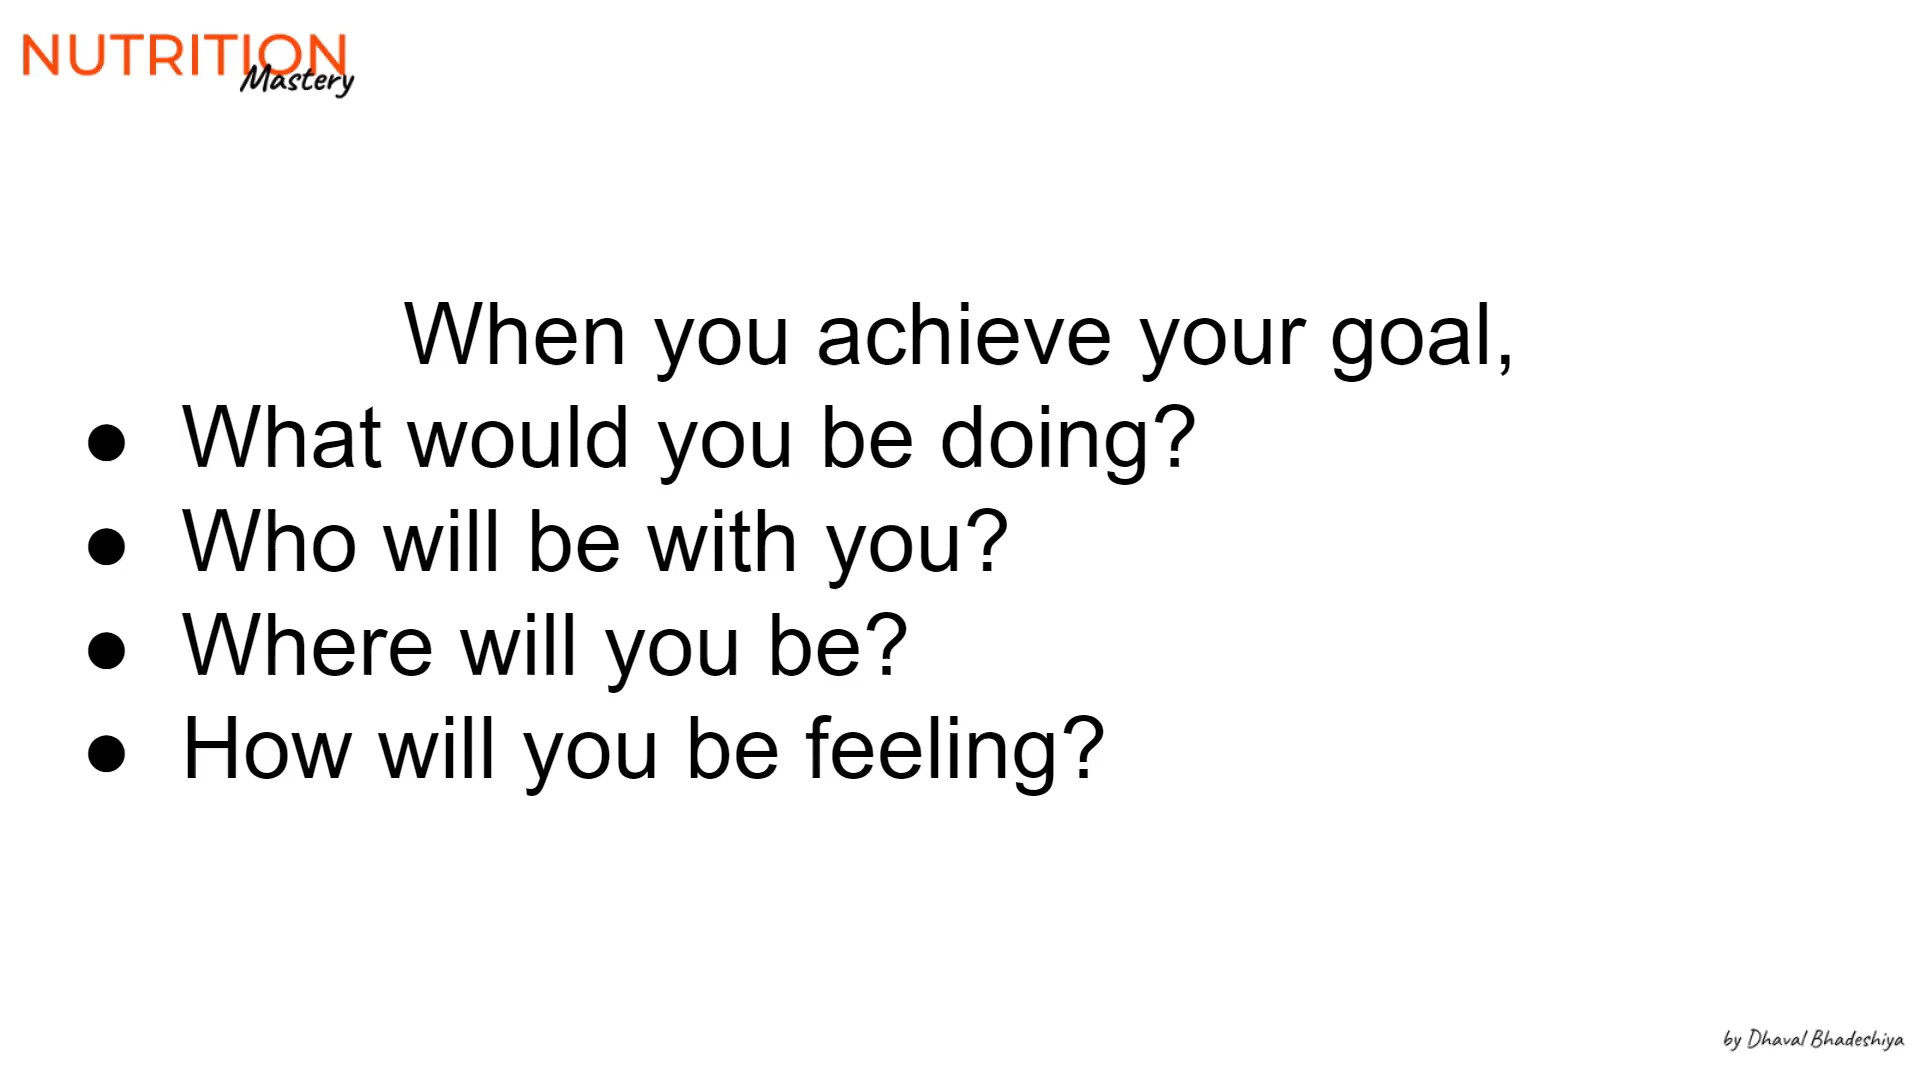 NUTRITION
Mastery
When you achieve your goal,
● What would you be doing?
● Who will be with you?
● Where will you be?
● How will you be feeling?
by Dhaval Bhadeshiya